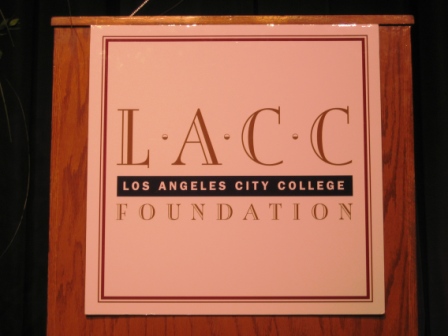 L·A·C·C
LOS ANGELES CITY COLLEGE
FOUNDATION